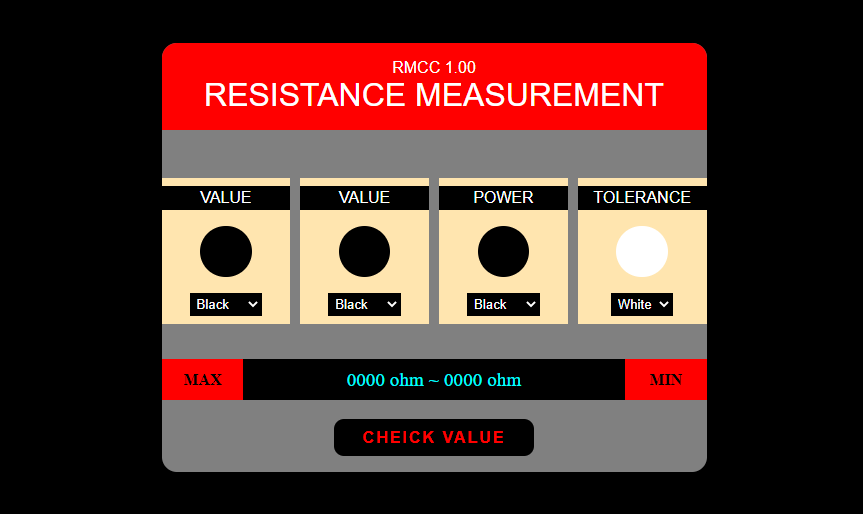 RMCC 1.00
RESISTANCE MEASUREMENT
VALUE VALUE POWER TOLERANCE
Black Black Black White
MAX 0000 ohm ~ 0000 ohm MIN
CHEICK VALUE